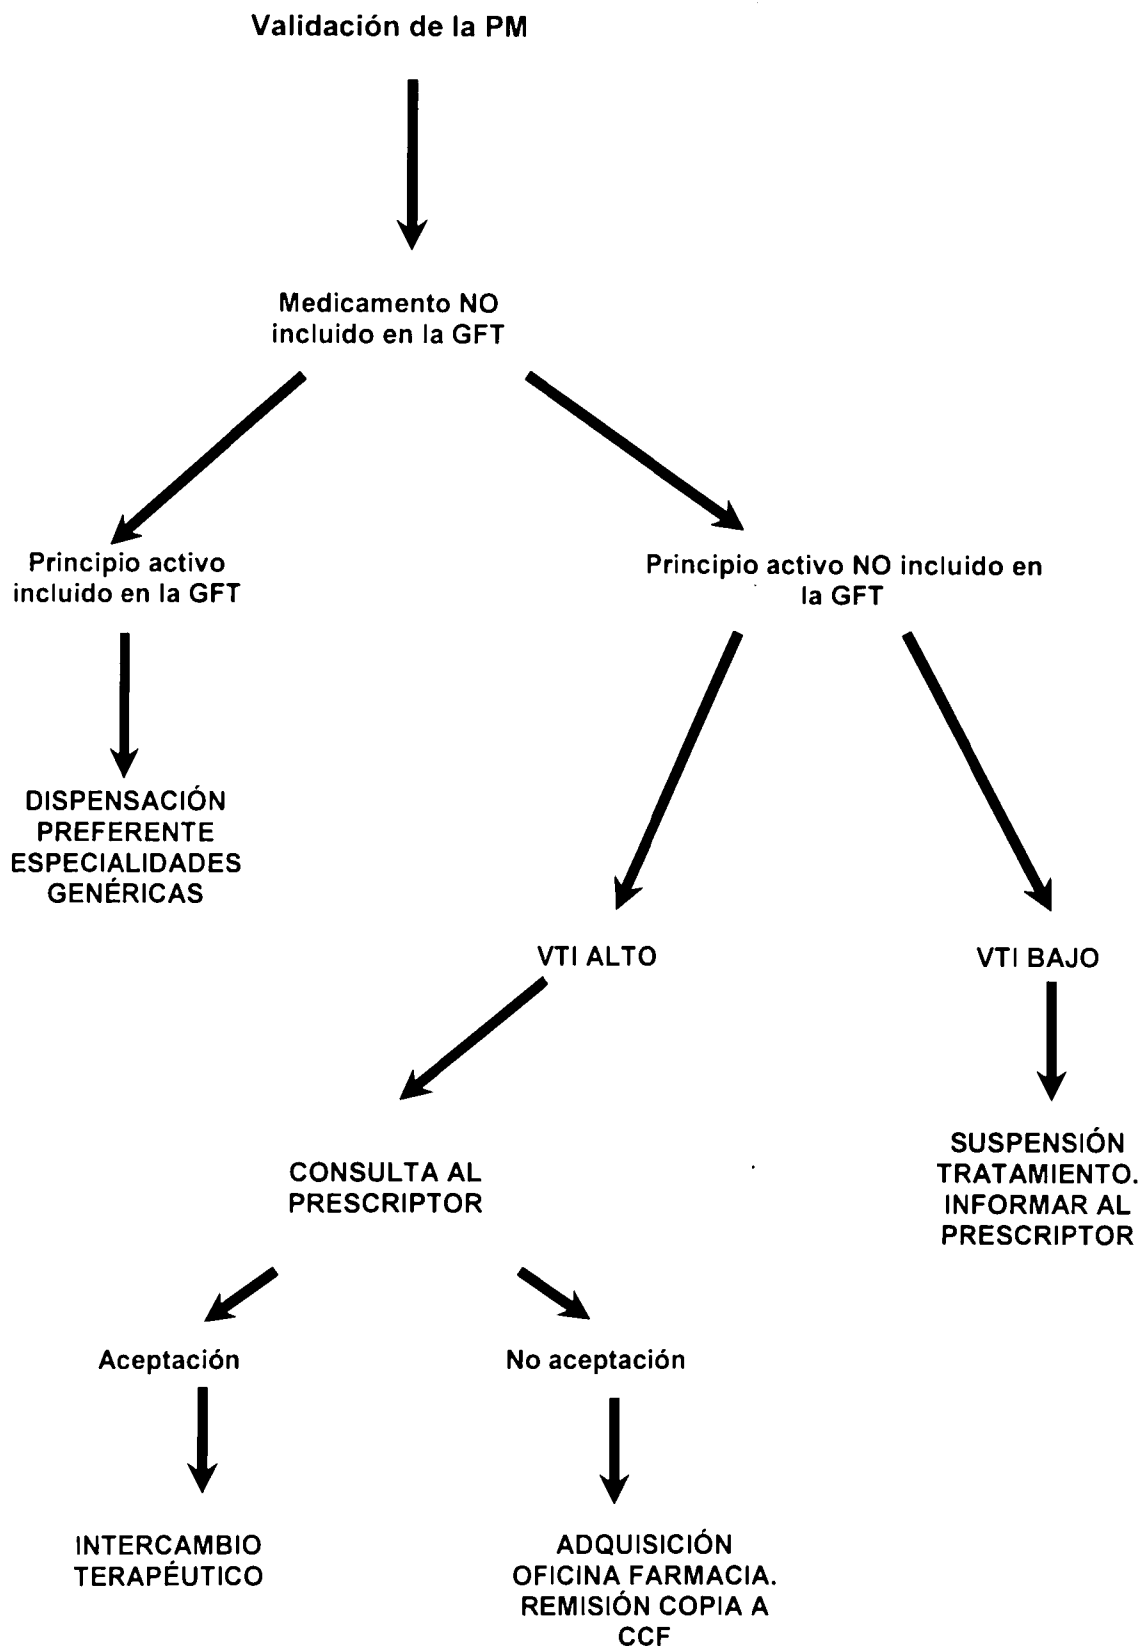 Validación de la PM
Medicamento NO
incluido en la GFT
Principio activo
incluido en la GFT
Principio activo NO incluido en
la GFT
DISPENSACIÓN
PREFERENTE
ESPECIALIDADES
GENÉRICAS
VTI ALTO
VTI BAJO
CONSULTA AL
PRESCRIPTOR
SUSPENSIÓN
TRATAMIENTO.
INFORMAR AL
PRESCRIPTOR
Aceptación
No aceptación
INTERCAMBIO
TERAPÉUTICO
ADQUISICIÓN
OFICINA FARMACIA.
REMISIÓN COPIA A
CCF